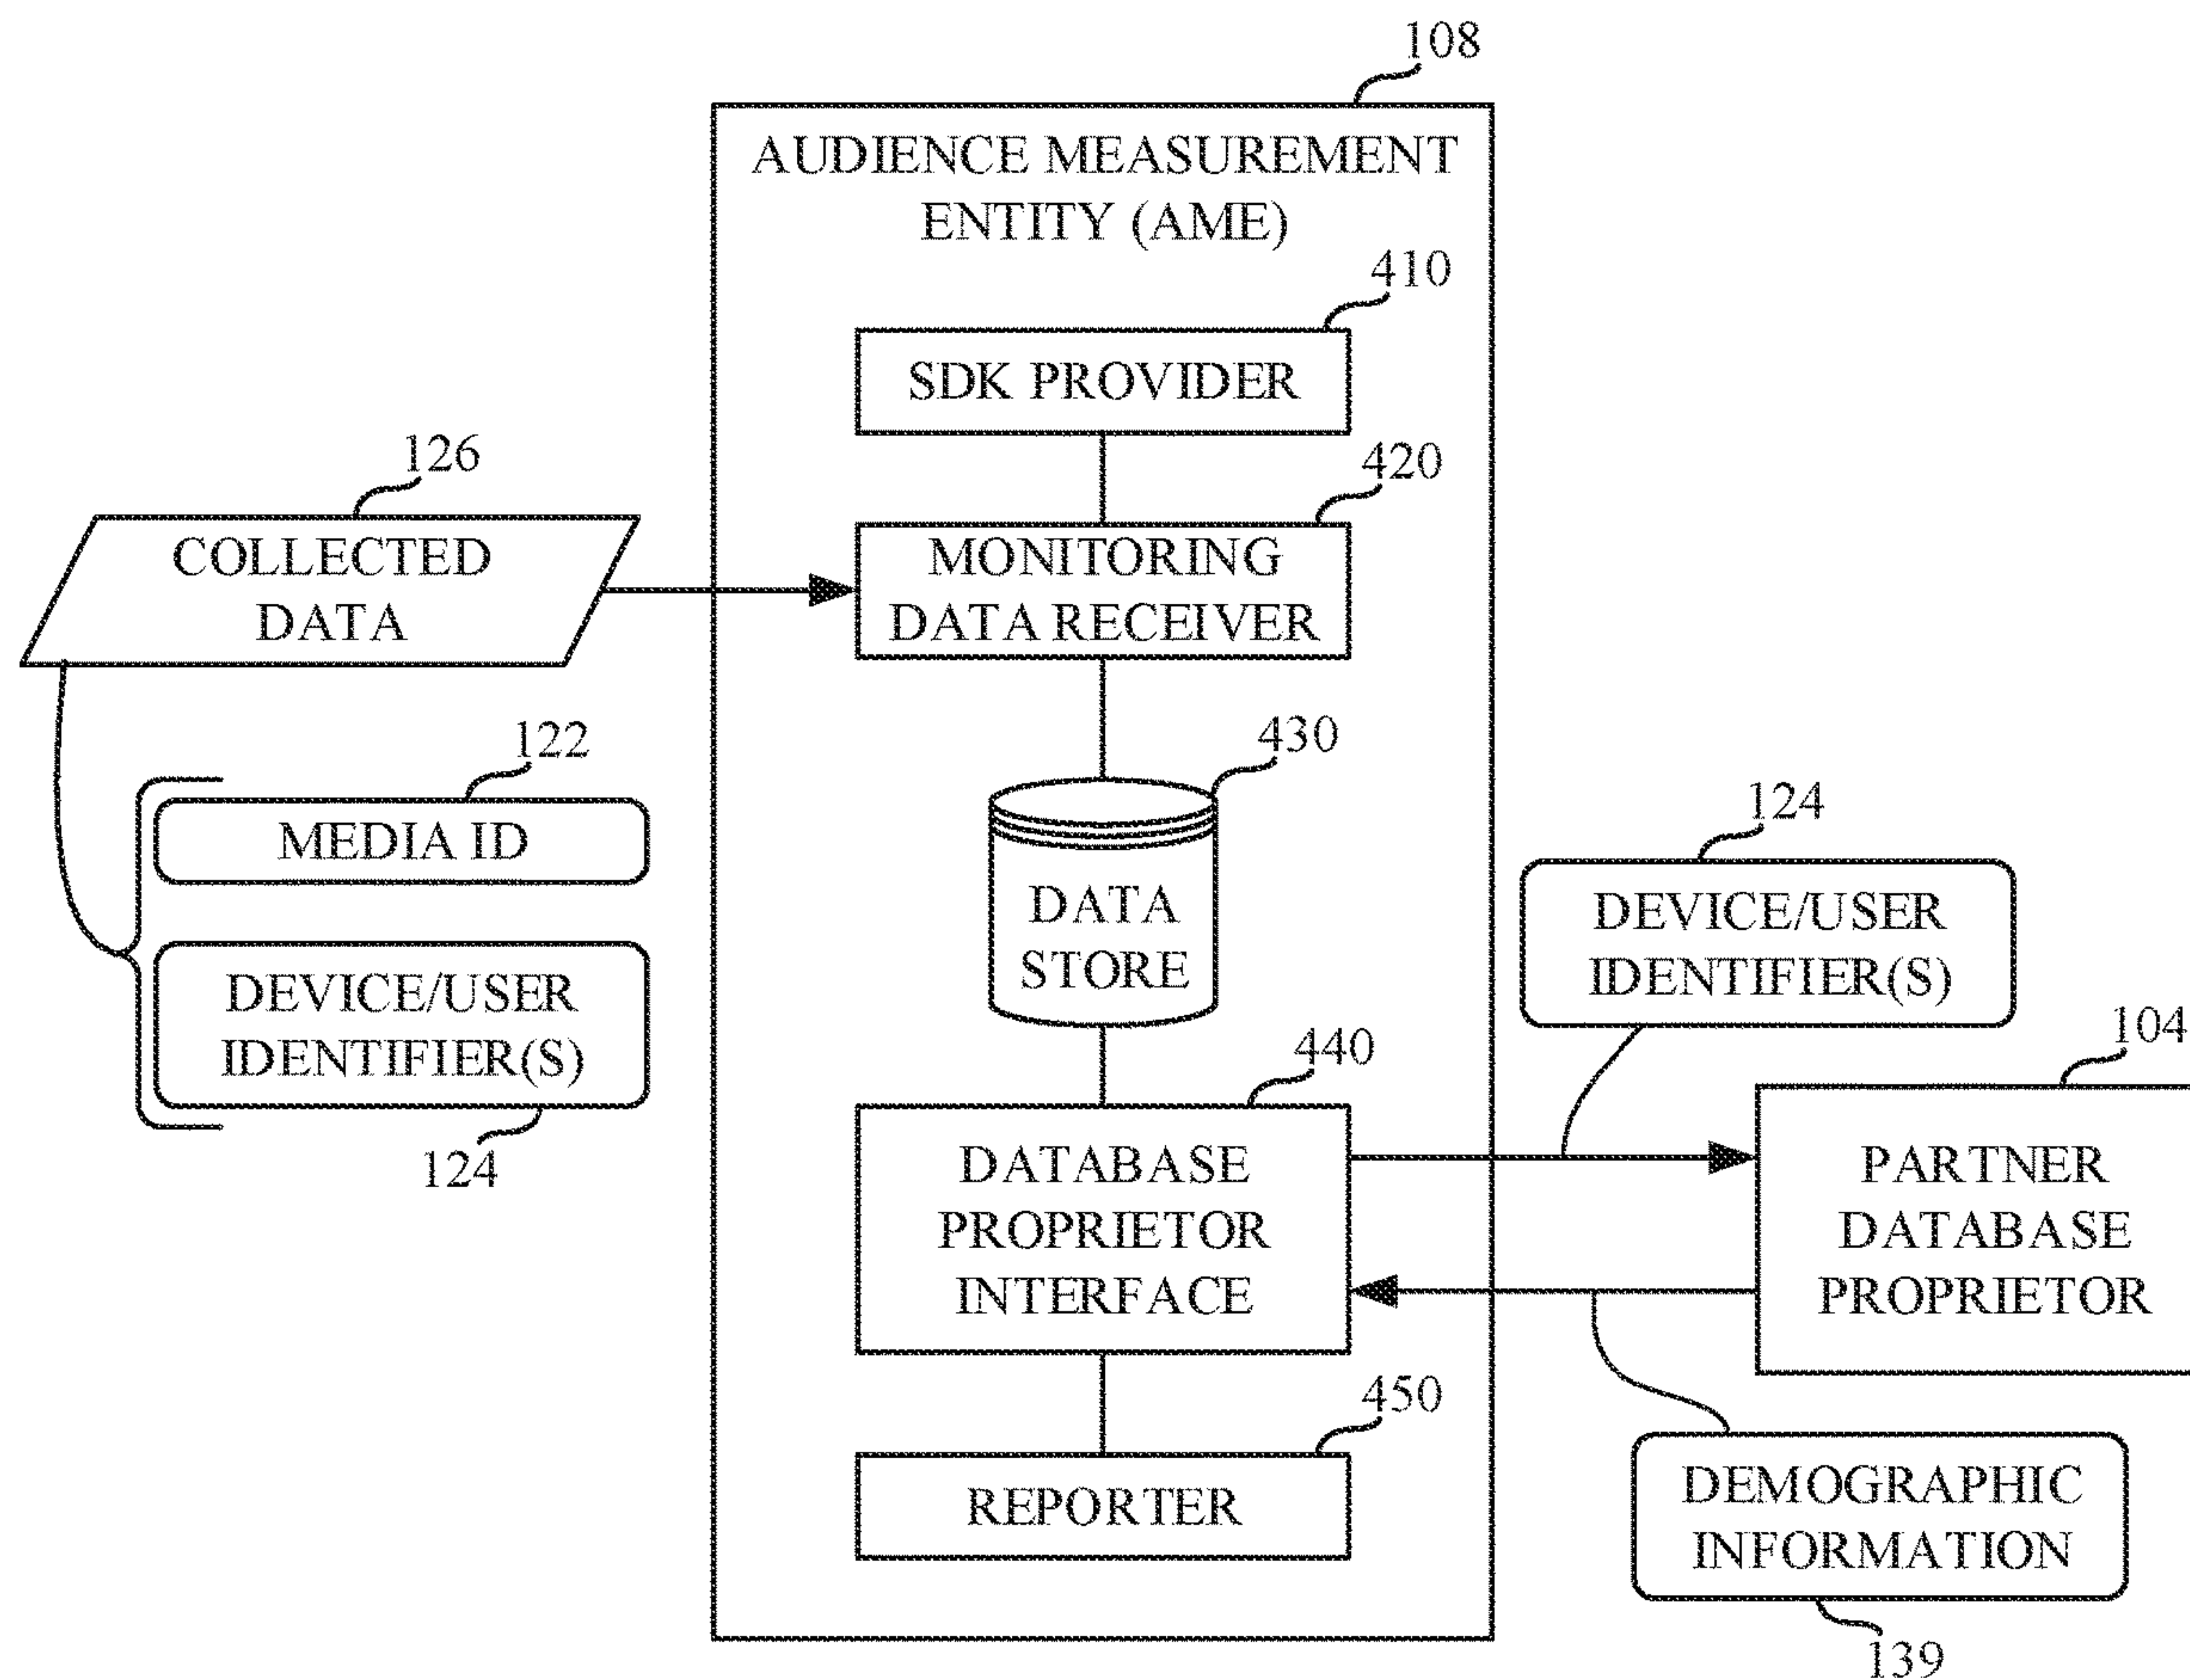 108
AUDIENCE MEASUREMENT
ENTITY (AME)
410
SDK PROVIDER
126
COLLECTED
DATA
420
MONITORING
DATA RECEIVER
122
MEDIA ID
DEVICE/USER
IDENTIFIER(S)
124
430
DATA
STORE
124
DEVICE/USER
IDENTIFIER(S)
440
DATABASE
PROPRIETOR
INTERFACE
104
PARTNER
DATABASE
PROPRIETOR
450
REPORTER
DEMOGRAPHIC
INFORMATION
139